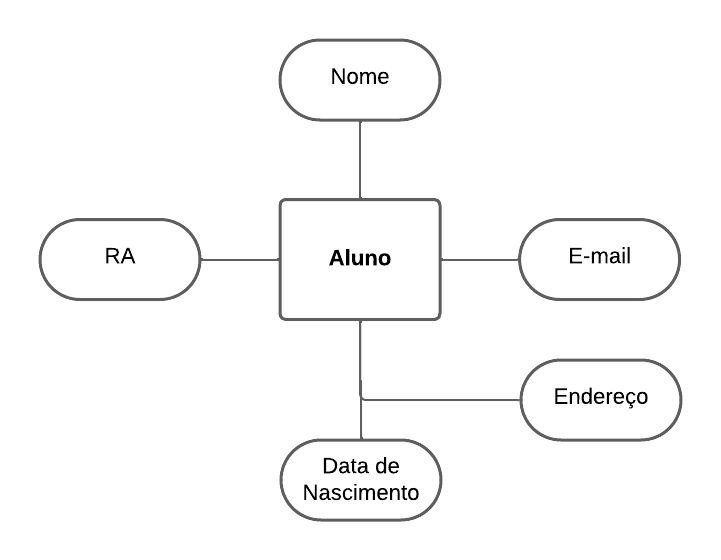 Nome
RA
Aluno
E-mail
Endereço
Data de
Nascimento